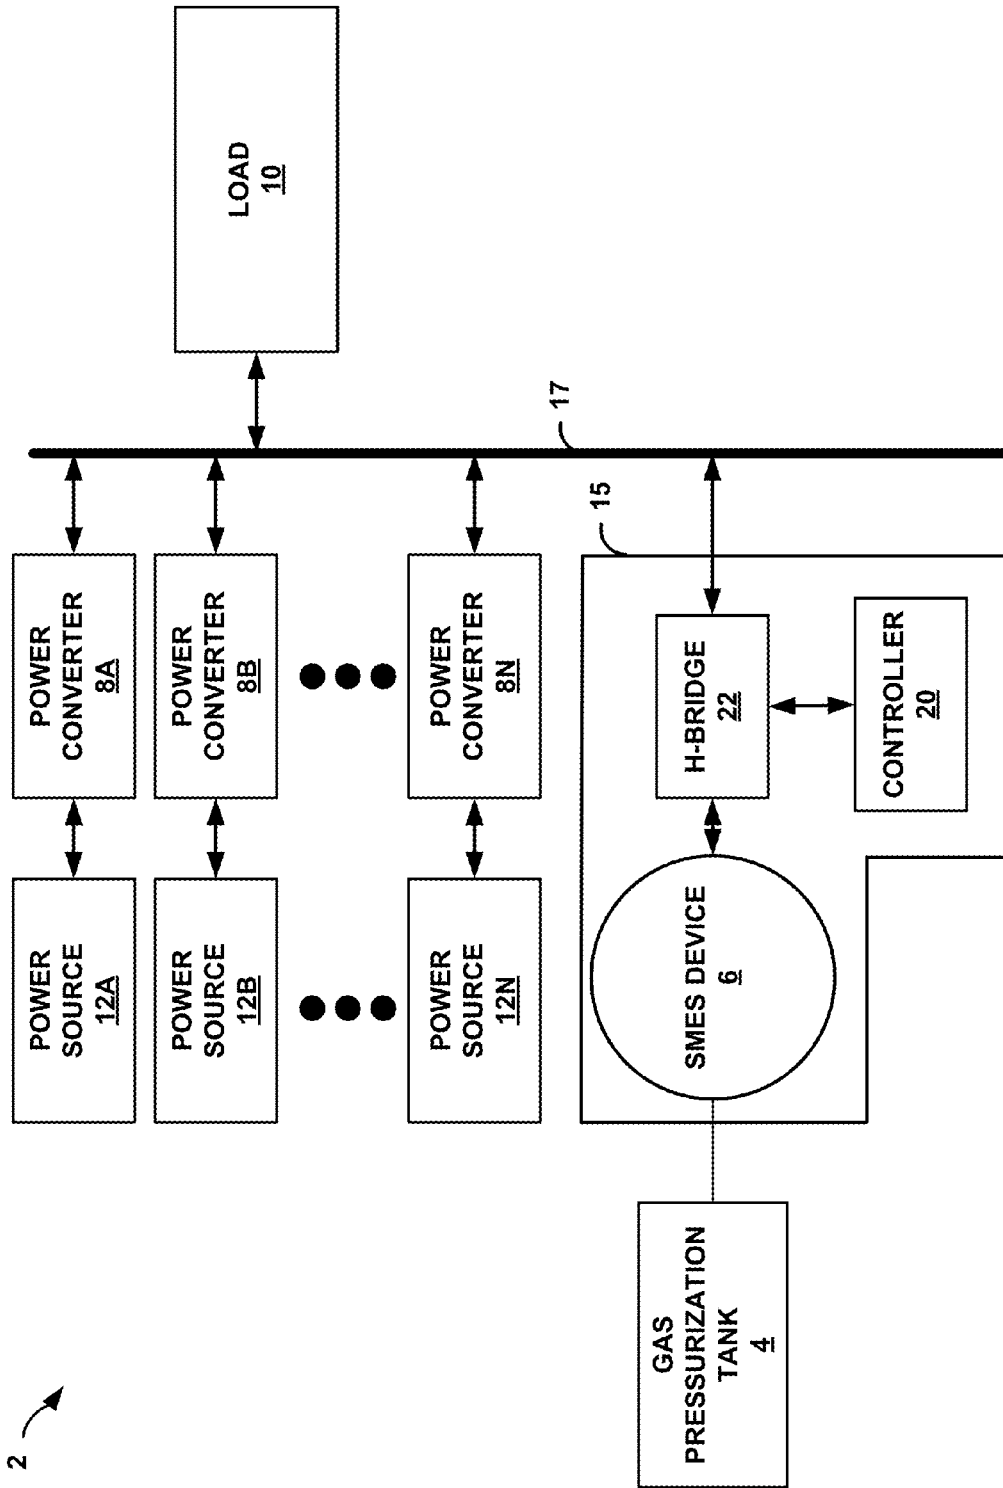 2
POWER
SOURCE
12A
POWER
CONVERTER
8A
POWER
SOURCE
12B
POWER
CONVERTER
8B
POWER
SOURCE
12N
POWER
CONVERTER
8N
LOAD
10
17
15
GAS
PRESSURIZATION
TANK
4
SMES DEVICE
6
H-BRIDGE
22
CONTROLLER
20